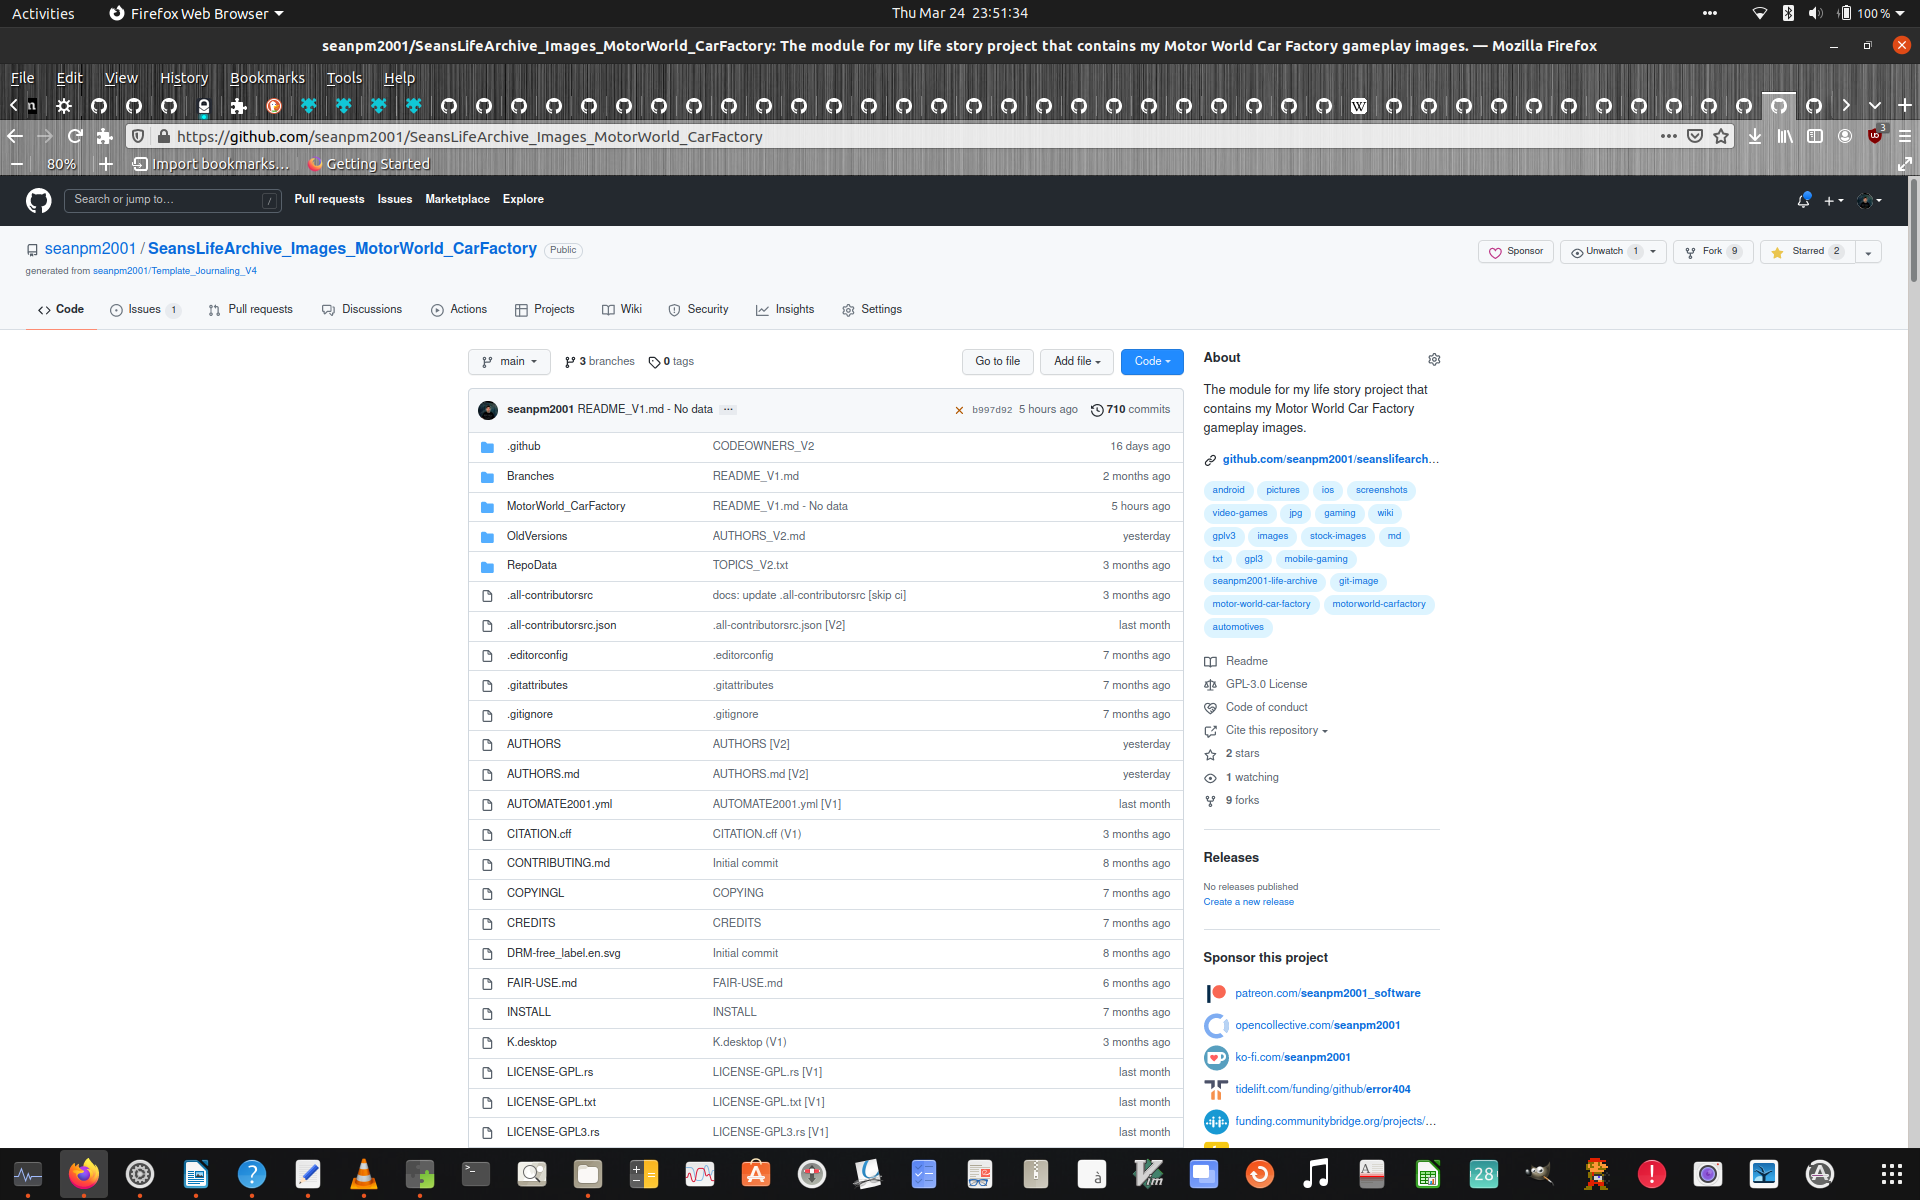 Activities Firefox Web Browser Thu Mar 24 23:51:34 100 %
seanpm2001/SeansLifeArchive_Images_MotorWorld_CarFactory: The module for my life story project that contains my Motor World Car Factory gameplay images. — Mozilla Firefox
File Edit View History Bookmarks Tools Help
https://github.com/seanpm2001/SeansLifeArchive_Images_MotorWorld_CarFactory 3
80% Import bookmarks... Getting Started
Search or jump to... / Pull requests Issues Marketplace Explore
seanpm2001 / SeansLifeArchive_Images_MotorWorld_CarFactory Public Sponsor Unwatch 1 Fork 9 Starred 2
generated from seanpm2001/Template_Journaling_V4
Code Issues 1 Pull requests Discussions Actions Projects Wiki Security Insights Settings
main 3 branches 0 tags Go to file Add file Code
seanpm2001 README_V1.md - No data ... b997d92 5 hours ago 710 commits
.github CODEOWNERS_V2 16 days ago
Branches README_V1.md 2 months ago
MotorWorld_CarFactory README_V1.md - No data 5 hours ago
OldVersions AUTHORS_V2.md yesterday
RepoData TOPICS_V2.txt 3 months ago
.all-contributorsrc docs: update .all-contributorsrc [skip ci] 3 months ago
.all-contributorsrc.json .all-contributorsrc.json [V2] last month
.editorconfig .editorconfig 7 months ago
.gitattributes .gitattributes 7 months ago
.gitignore .gitignore 7 months ago
AUTHORS AUTHORS [V2] yesterday
AUTHORS.md AUTHORS.md [V2] yesterday
AUTOMATE2001.yml AUTOMATE2001.yml [V1] last month
CITATION.cff CITATION.cff (V1) 3 months ago
CONTRIBUTING.md Initial commit 8 months ago
COPYINGL COPYING 7 months ago
CREDITS CREDITS 7 months ago
DRM-free_label.en.svg Initial commit 8 months ago
FAIR-USE.md FAIR-USE.md 6 months ago
INSTALL INSTALL 7 months ago
K.desktop K.desktop (V1) 3 months ago
LICENSE-GPL.rs LICENSE-GPL.rs [V1] last month
LICENSE-GPL.txt LICENSE-GPL.txt [V1] last month
LICENSE-GPL3.rs LICENSE-GPL3.rs [V1] last month
About
The module for my life story project that
contains my Motor World Car Factory
gameplay images.
github.com/seanpm2001/seanslifearch...
android pictures ios screenshots
video-games jpg gaming wiki
gplv3 images stock-images md
txt gpl3 mobile-gaming
seanpm2001-life-archive git-image
motor-world-car-factory motorworld-carfactory
automotives
Readme
GPL-3.0 License
Code of conduct
Cite this repository
2 stars
1 watching
9 forks
Releases
No releases published
Create a new release
Sponsor this project
patreon.com/seanpm2001_software
opencollective.com/seanpm2001
ko-fi.com/seanpm2001
tidelift.com/funding/github/error404
funding.communitybridge.org/projects/...
28